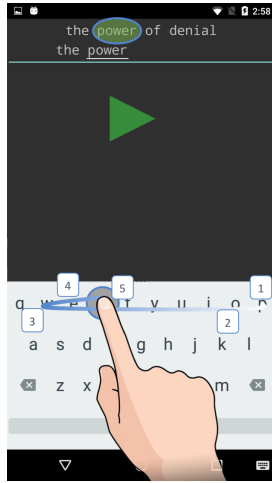 2:58
the power of denial
the power
4 5 1
q w e t y u i o p
3 2
a s d g h j k l
z x m